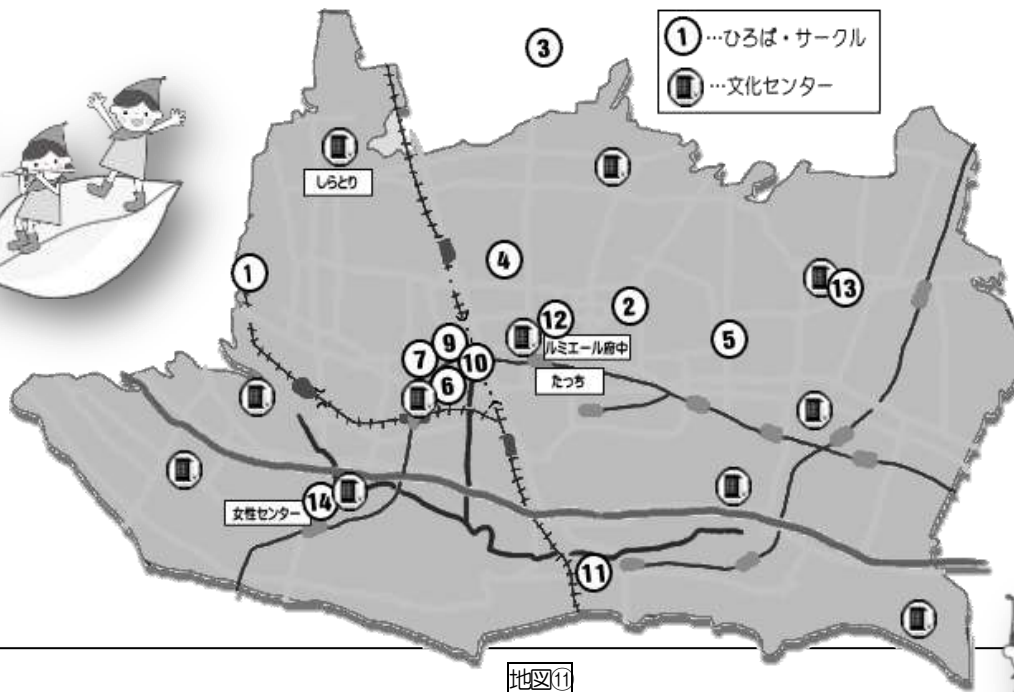 ③
①…ひろば・サークル
…文化センター
しらとり
④
①
⑬
②
⑫
⑤
ルミエール府中
⑨
⑦
⑩
たっち
⑥
⑭
女性センター
⑪
地図⑪